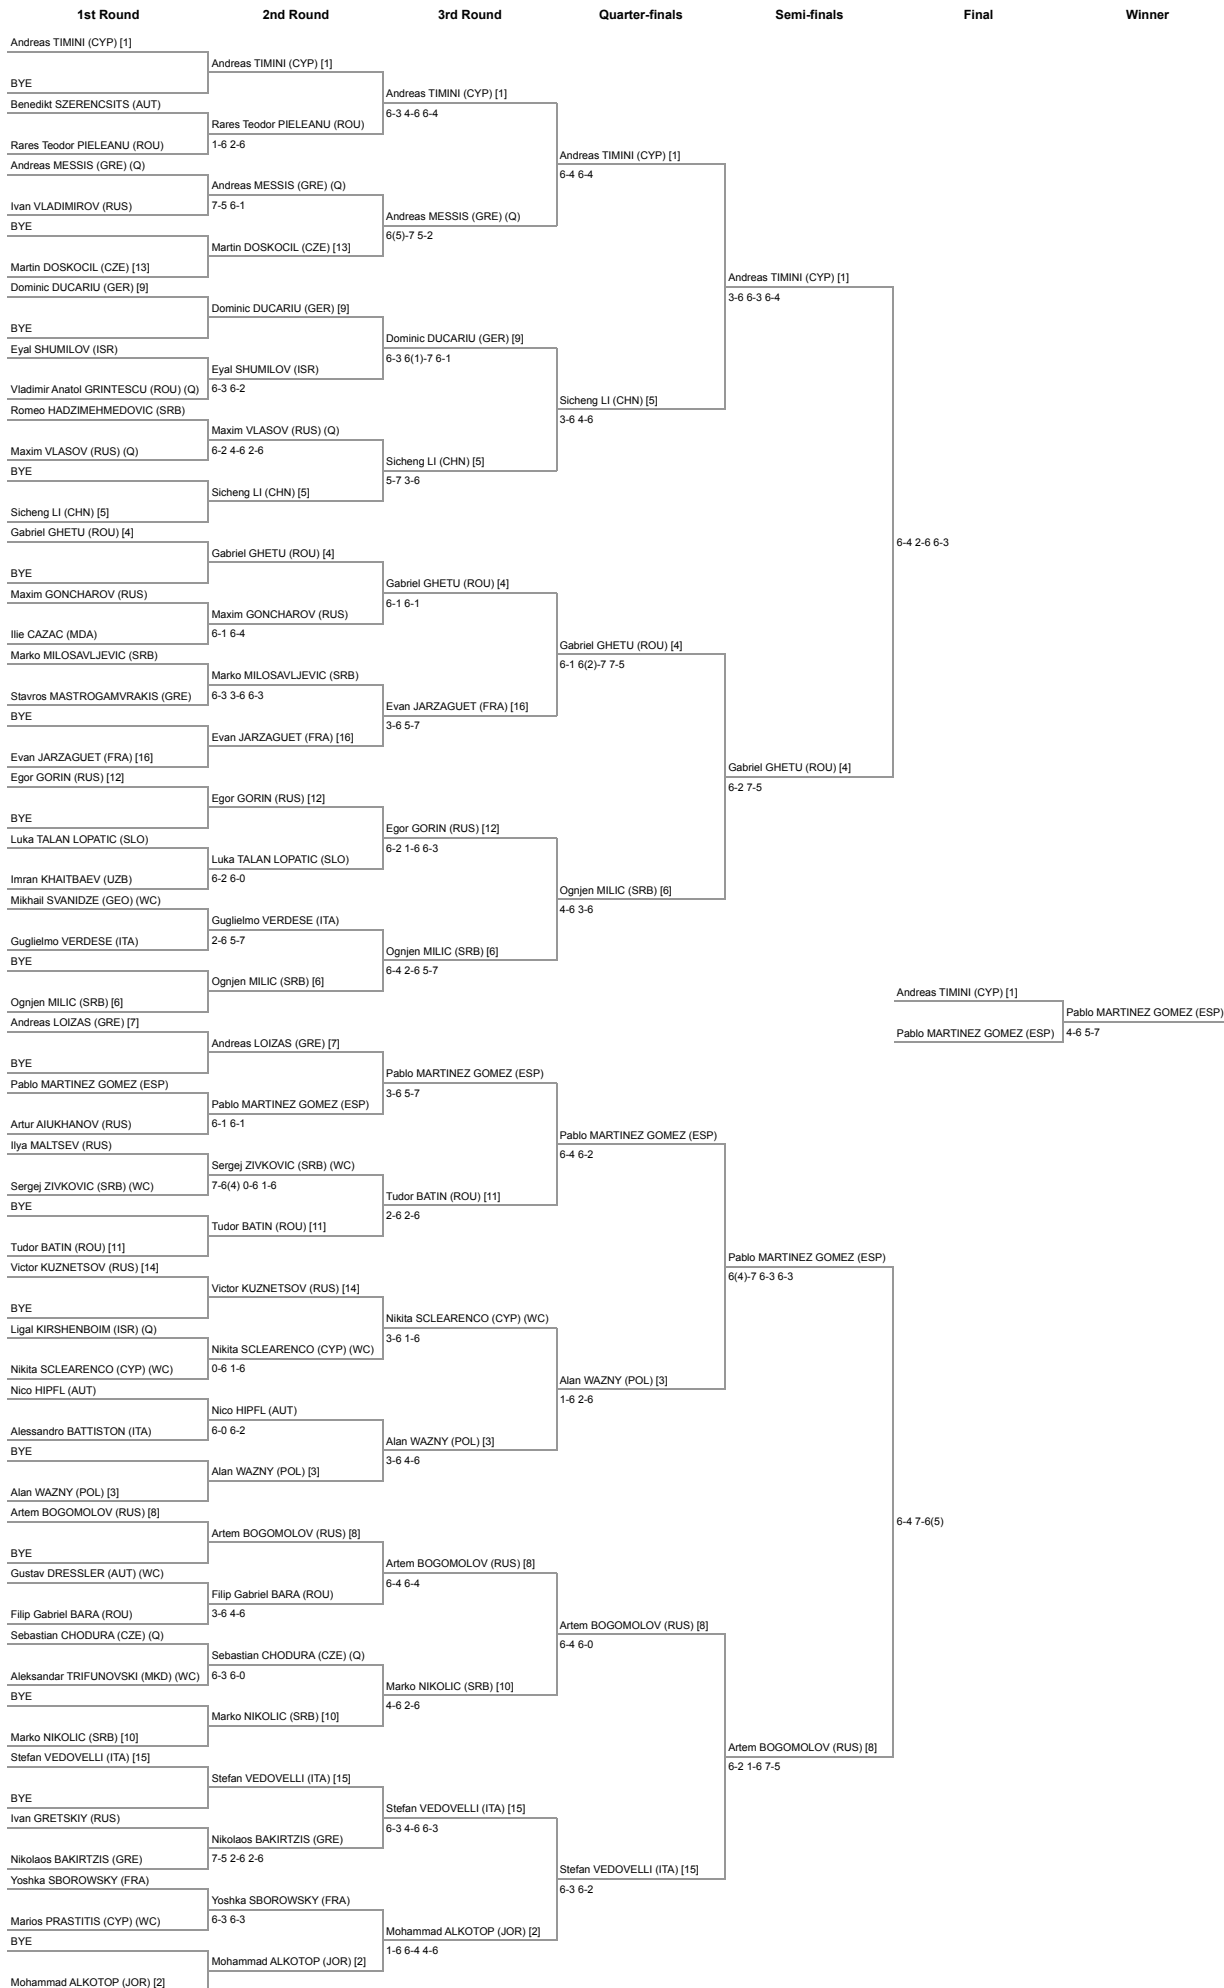 1st Round
2nd Round
3rd Round
Quarter-finals
Semi-finals
Final
Winner
Andreas TIMINI (CYP) [1]
BYE
Benedikt SZERENCSITS (AUT)
Rares Teodor PIELEANU (ROU)
Andreas MESSIS (GRE) (Q)
Ivan VLADIMIROV (RUS)
BYE
Martin DOSKOCIL (CZE) [13]
Dominic DUCARIU (GER) [9]
BYE
Eyal SHUMILOV (ISR)
Vladimir Anatol GRINTESCU (ROU) (Q)
Romeo HADZIMEHMEDOVIC (SRB)
Maxim VLASOV (RUS) (Q)
BYE
Sicheng LI (CHN) [5]
Gabriel GHETU (ROU) [4]
BYE
Maxim GONCHAROV (RUS)
Ilie CAZAC (MDA)
Marko MILOSAVLJEVIC (SRB)
Stavros MASTROGAMVRAKIS (GRE)
BYE
Evan JARZAGUET (FRA) [16]
Egor GORIN (RUS) [12]
BYE
Luka TALAN LOPATIC (SLO)
Imran KHAITBAEV (UZB)
Mikhail SVANIDZE (GEO) (WC)
Guglielmo VERDESE (ITA)
BYE
Ognjen MILIC (SRB) [6]
Andreas LOIZAS (GRE) [7]
BYE
Pablo MARTINEZ GOMEZ (ESP)
Artur AIUKHANOV (RUS)
Ilya MALTSEV (RUS)
Sergej ZIVKOVIC (SRB) (WC)
BYE
Tudor BATIN (ROU) [11]
Victor KUZNETSOV (RUS) [14]
BYE
Ligal KIRSHENBOIM (ISR) (Q)
Nikita SCLEARENCO (CYP) (WC)
Nico HIPFL (AUT)
Alessandro BATTISTON (ITA)
BYE
Alan WAZNY (POL) [3]
Artem BOGOMOLOV (RUS) [8]
BYE
Gustav DRESSLER (AUT) (WC)
Filip Gabriel BARA (ROU)
Sebastian CHODURA (CZE) (Q)
Aleksandar TRIFUNOVSKI (MKD) (WC)
BYE
Marko NIKOLIC (SRB) [10]
Stefan VEDOVELLI (ITA) [15]
BYE
Ivan GRETSKIY (RUS)
Nikolaos BAKIRTZIS (GRE)
Yoshka SBOROWSKY (FRA)
Marios PRASTITIS (CYP) (WC)
BYE
Mohammad ALKOTOP (JOR) [2]
Andreas TIMINI (CYP) [1]
Rares Teodor PIELEANU (ROU)
1-6 2-6
Andreas MESSIS (GRE) (Q)
7-5 6-1
Martin DOSKOCIL (CZE) [13]
Dominic DUCARIU (GER) [9]
Eyal SHUMILOV (ISR)
6-3 6-2
Maxim VLASOV (RUS) (Q)
6-2 4-6 2-6
Sicheng LI (CHN) [5]
Gabriel GHETU (ROU) [4]
Maxim GONCHAROV (RUS)
6-1 6-4
Marko MILOSAVLJEVIC (SRB)
6-3 3-6 6-3
Evan JARZAGUET (FRA) [16]
Egor GORIN (RUS) [12]
Luka TALAN LOPATIC (SLO)
6-2 6-0
Guglielmo VERDESE (ITA)
2-6 5-7
Ognjen MILIC (SRB) [6]
Andreas LOIZAS (GRE) [7]
Pablo MARTINEZ GOMEZ (ESP)
6-1 6-1
Sergej ZIVKOVIC (SRB) (WC)
7-6(4) 0-6 1-6
Tudor BATIN (ROU) [11]
Victor KUZNETSOV (RUS) [14]
Nikita SCLEARENCO (CYP) (WC)
0-6 1-6
Nico HIPFL (AUT)
6-0 6-2
Alan WAZNY (POL) [3]
Artem BOGOMOLOV (RUS) [8]
Filip Gabriel BARA (ROU)
3-6 4-6
Sebastian CHODURA (CZE) (Q)
6-3 6-0
Marko NIKOLIC (SRB) [10]
Stefan VEDOVELLI (ITA) [15]
Nikolaos BAKIRTZIS (GRE)
7-5 2-6 2-6
Yoshka SBOROWSKY (FRA)
6-3 6-3
Mohammad ALKOTOP (JOR) [2]
Andreas TIMINI (CYP) [1]
6-3 4-6 6-4
Andreas MESSIS (GRE) (Q)
6(5)-7 5-2
Dominic DUCARIU (GER) [9]
6-3 6(1)-7 6-1
Sicheng LI (CHN) [5]
5-7 3-6
Gabriel GHETU (ROU) [4]
6-1 6-1
Evan JARZAGUET (FRA) [16]
3-6 5-7
Egor GORIN (RUS) [12]
6-2 1-6 6-3
Ognjen MILIC (SRB) [6]
6-4 2-6 5-7
Pablo MARTINEZ GOMEZ (ESP)
3-6 5-7
Tudor BATIN (ROU) [11]
2-6 2-6
Nikita SCLEARENCO (CYP) (WC)
3-6 1-6
Alan WAZNY (POL) [3]
3-6 4-6
Artem BOGOMOLOV (RUS) [8]
6-4 6-4
Marko NIKOLIC (SRB) [10]
4-6 2-6
Stefan VEDOVELLI (ITA) [15]
6-3 4-6 6-3
Mohammad ALKOTOP (JOR) [2]
1-6 6-4 4-6
Andreas TIMINI (CYP) [1]
6-4 6-4
Sicheng LI (CHN) [5]
3-6 4-6
Gabriel GHETU (ROU) [4]
6-1 6(2)-7 7-5
Ognjen MILIC (SRB) [6]
4-6 3-6
Pablo MARTINEZ GOMEZ (ESP)
6-4 6-2
Alan WAZNY (POL) [3]
1-6 2-6
Artem BOGOMOLOV (RUS) [8]
6-4 6-0
Stefan VEDOVELLI (ITA) [15]
6-3 6-2
Andreas TIMINI (CYP) [1]
3-6 6-3 6-4
Gabriel GHETU (ROU) [4]
6-2 7-5
Pablo MARTINEZ GOMEZ (ESP)
6(4)-7 6-3 6-3
Artem BOGOMOLOV (RUS) [8]
6-2 1-6 7-5
6-4 2-6 6-3
Andreas TIMINI (CYP) [1]
Pablo MARTINEZ GOMEZ (ESP)
6-4 7-6(5)
Pablo MARTINEZ GOMEZ (ESP)
4-6 5-7